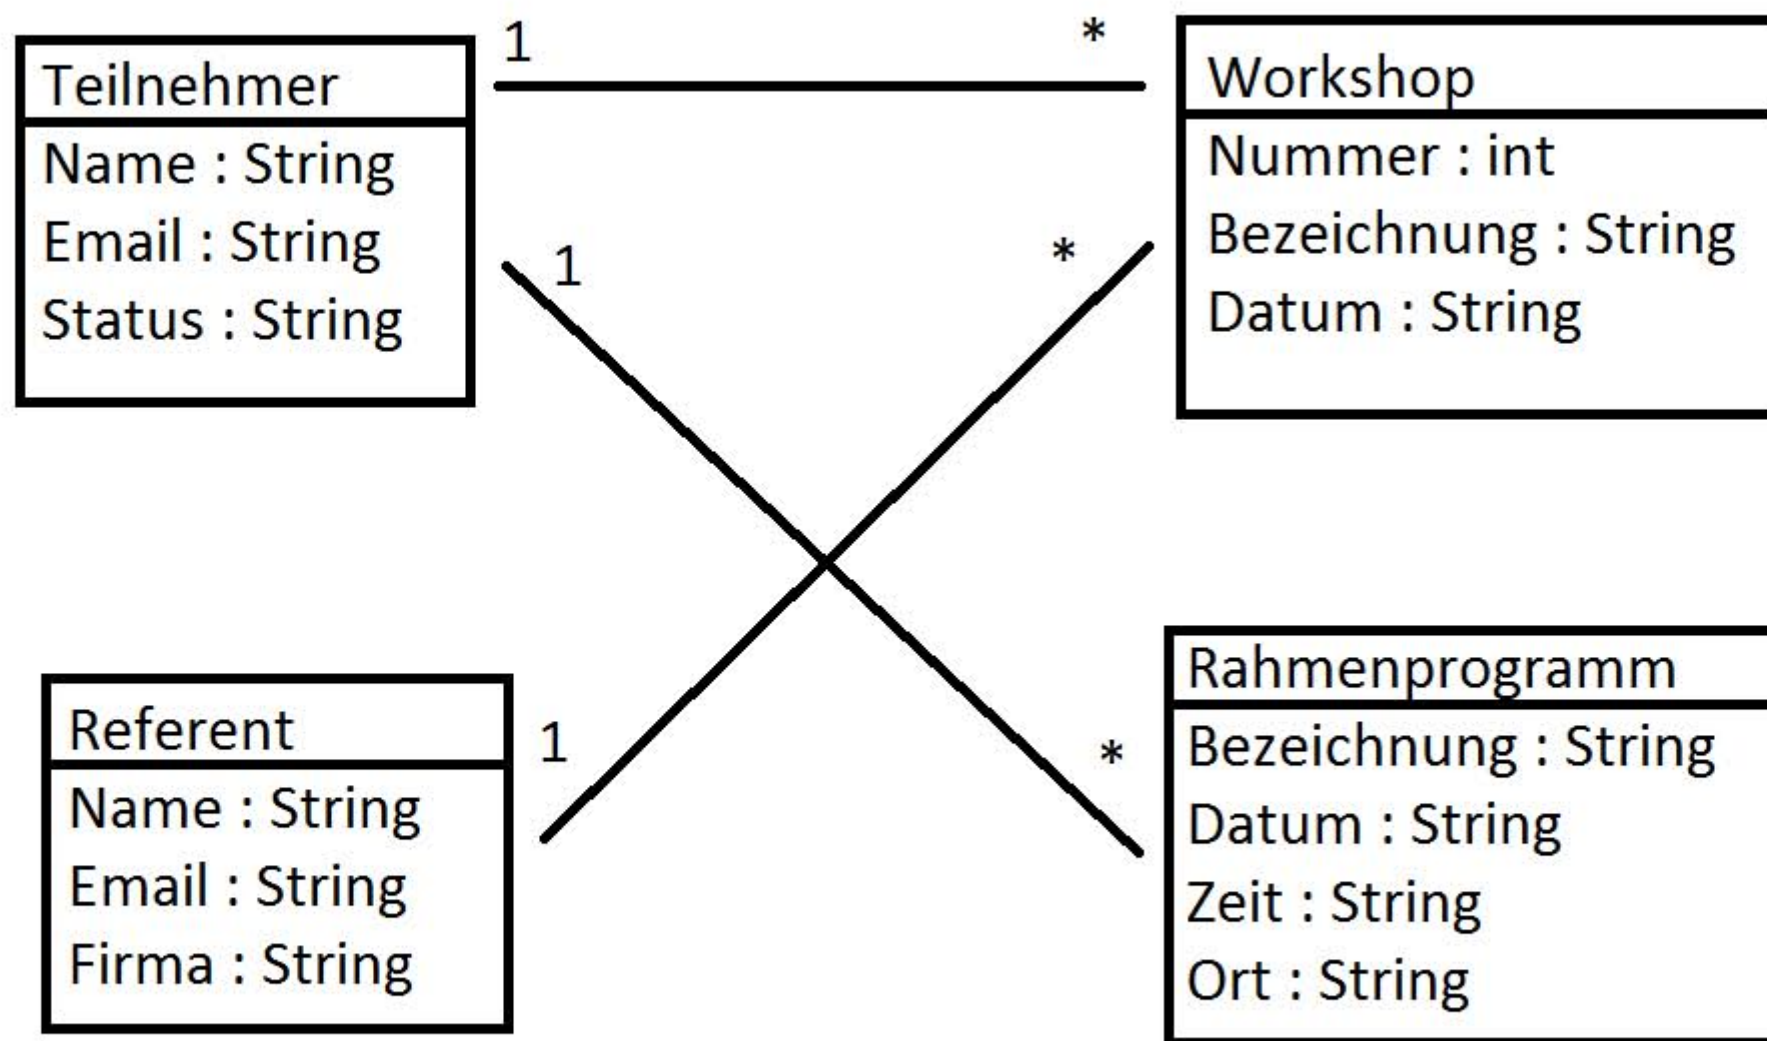 Teilnehmer
Name : String
Email : String
Status : String
1
*
Workshop
Nummer : int
Bezeichnung : String
Datum : String
1
*
Referent
Name : String
Email : String
Firma : String
1
*
Rahmenprogramm
Bezeichnung : String
Datum : String
Zeit : String
Ort : String